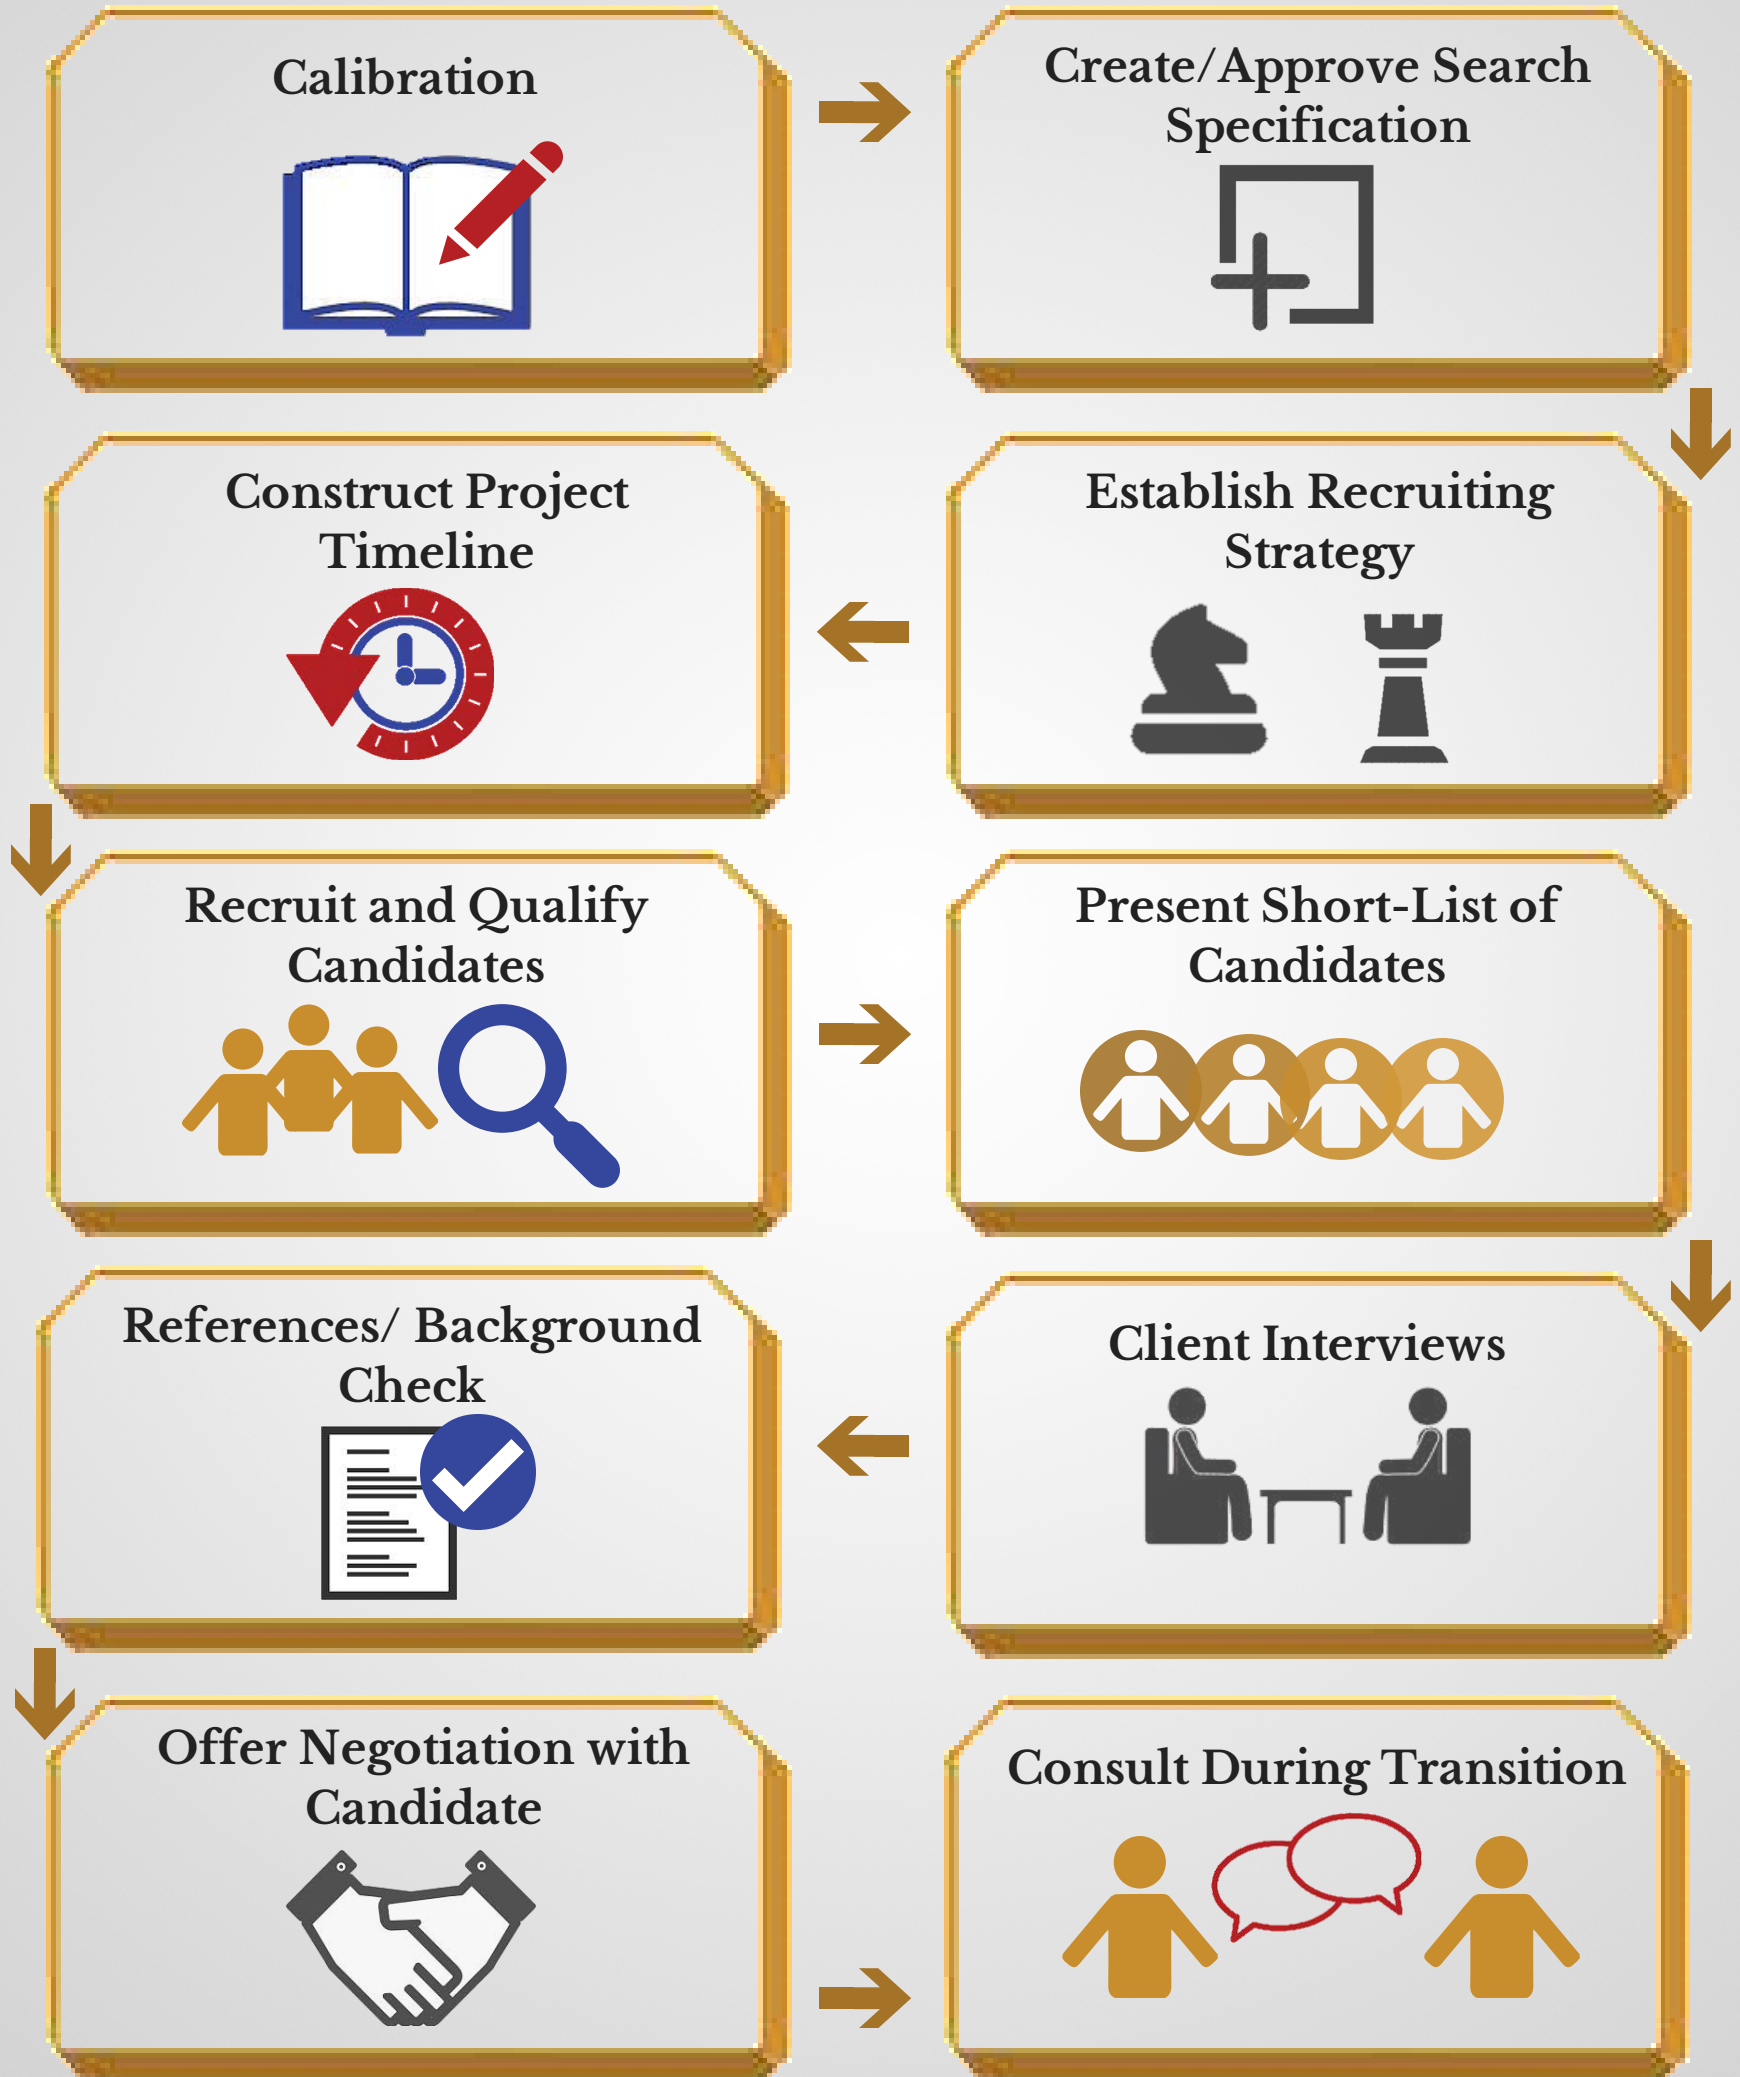 Calibration
Create/Approve Search
Specification
Establish Recruiting
Strategy
Construct Project
Timeline
Recruit and Qualify
Candidates
Present Short-List of
Candidates
Client Interviews
References/ Background
Check
Offer Negotiation with
Candidate
Consult During Transition